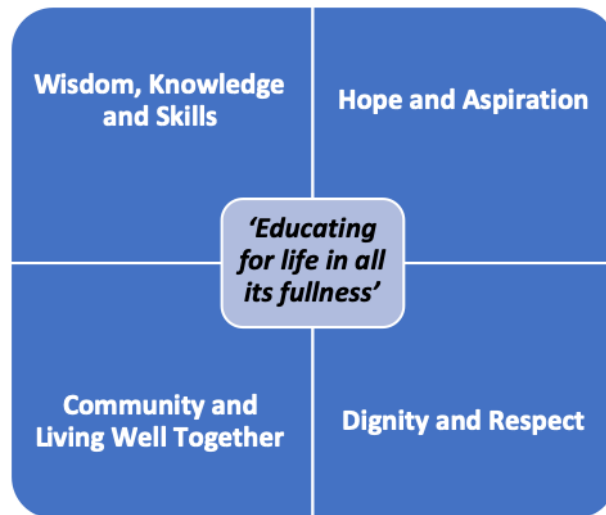 Wisdom, Knowledge
and Skills
Hope and Aspiration
‘Educating
for life in all
its fullness’
Community and
Living Well Together
Dignity and Respect